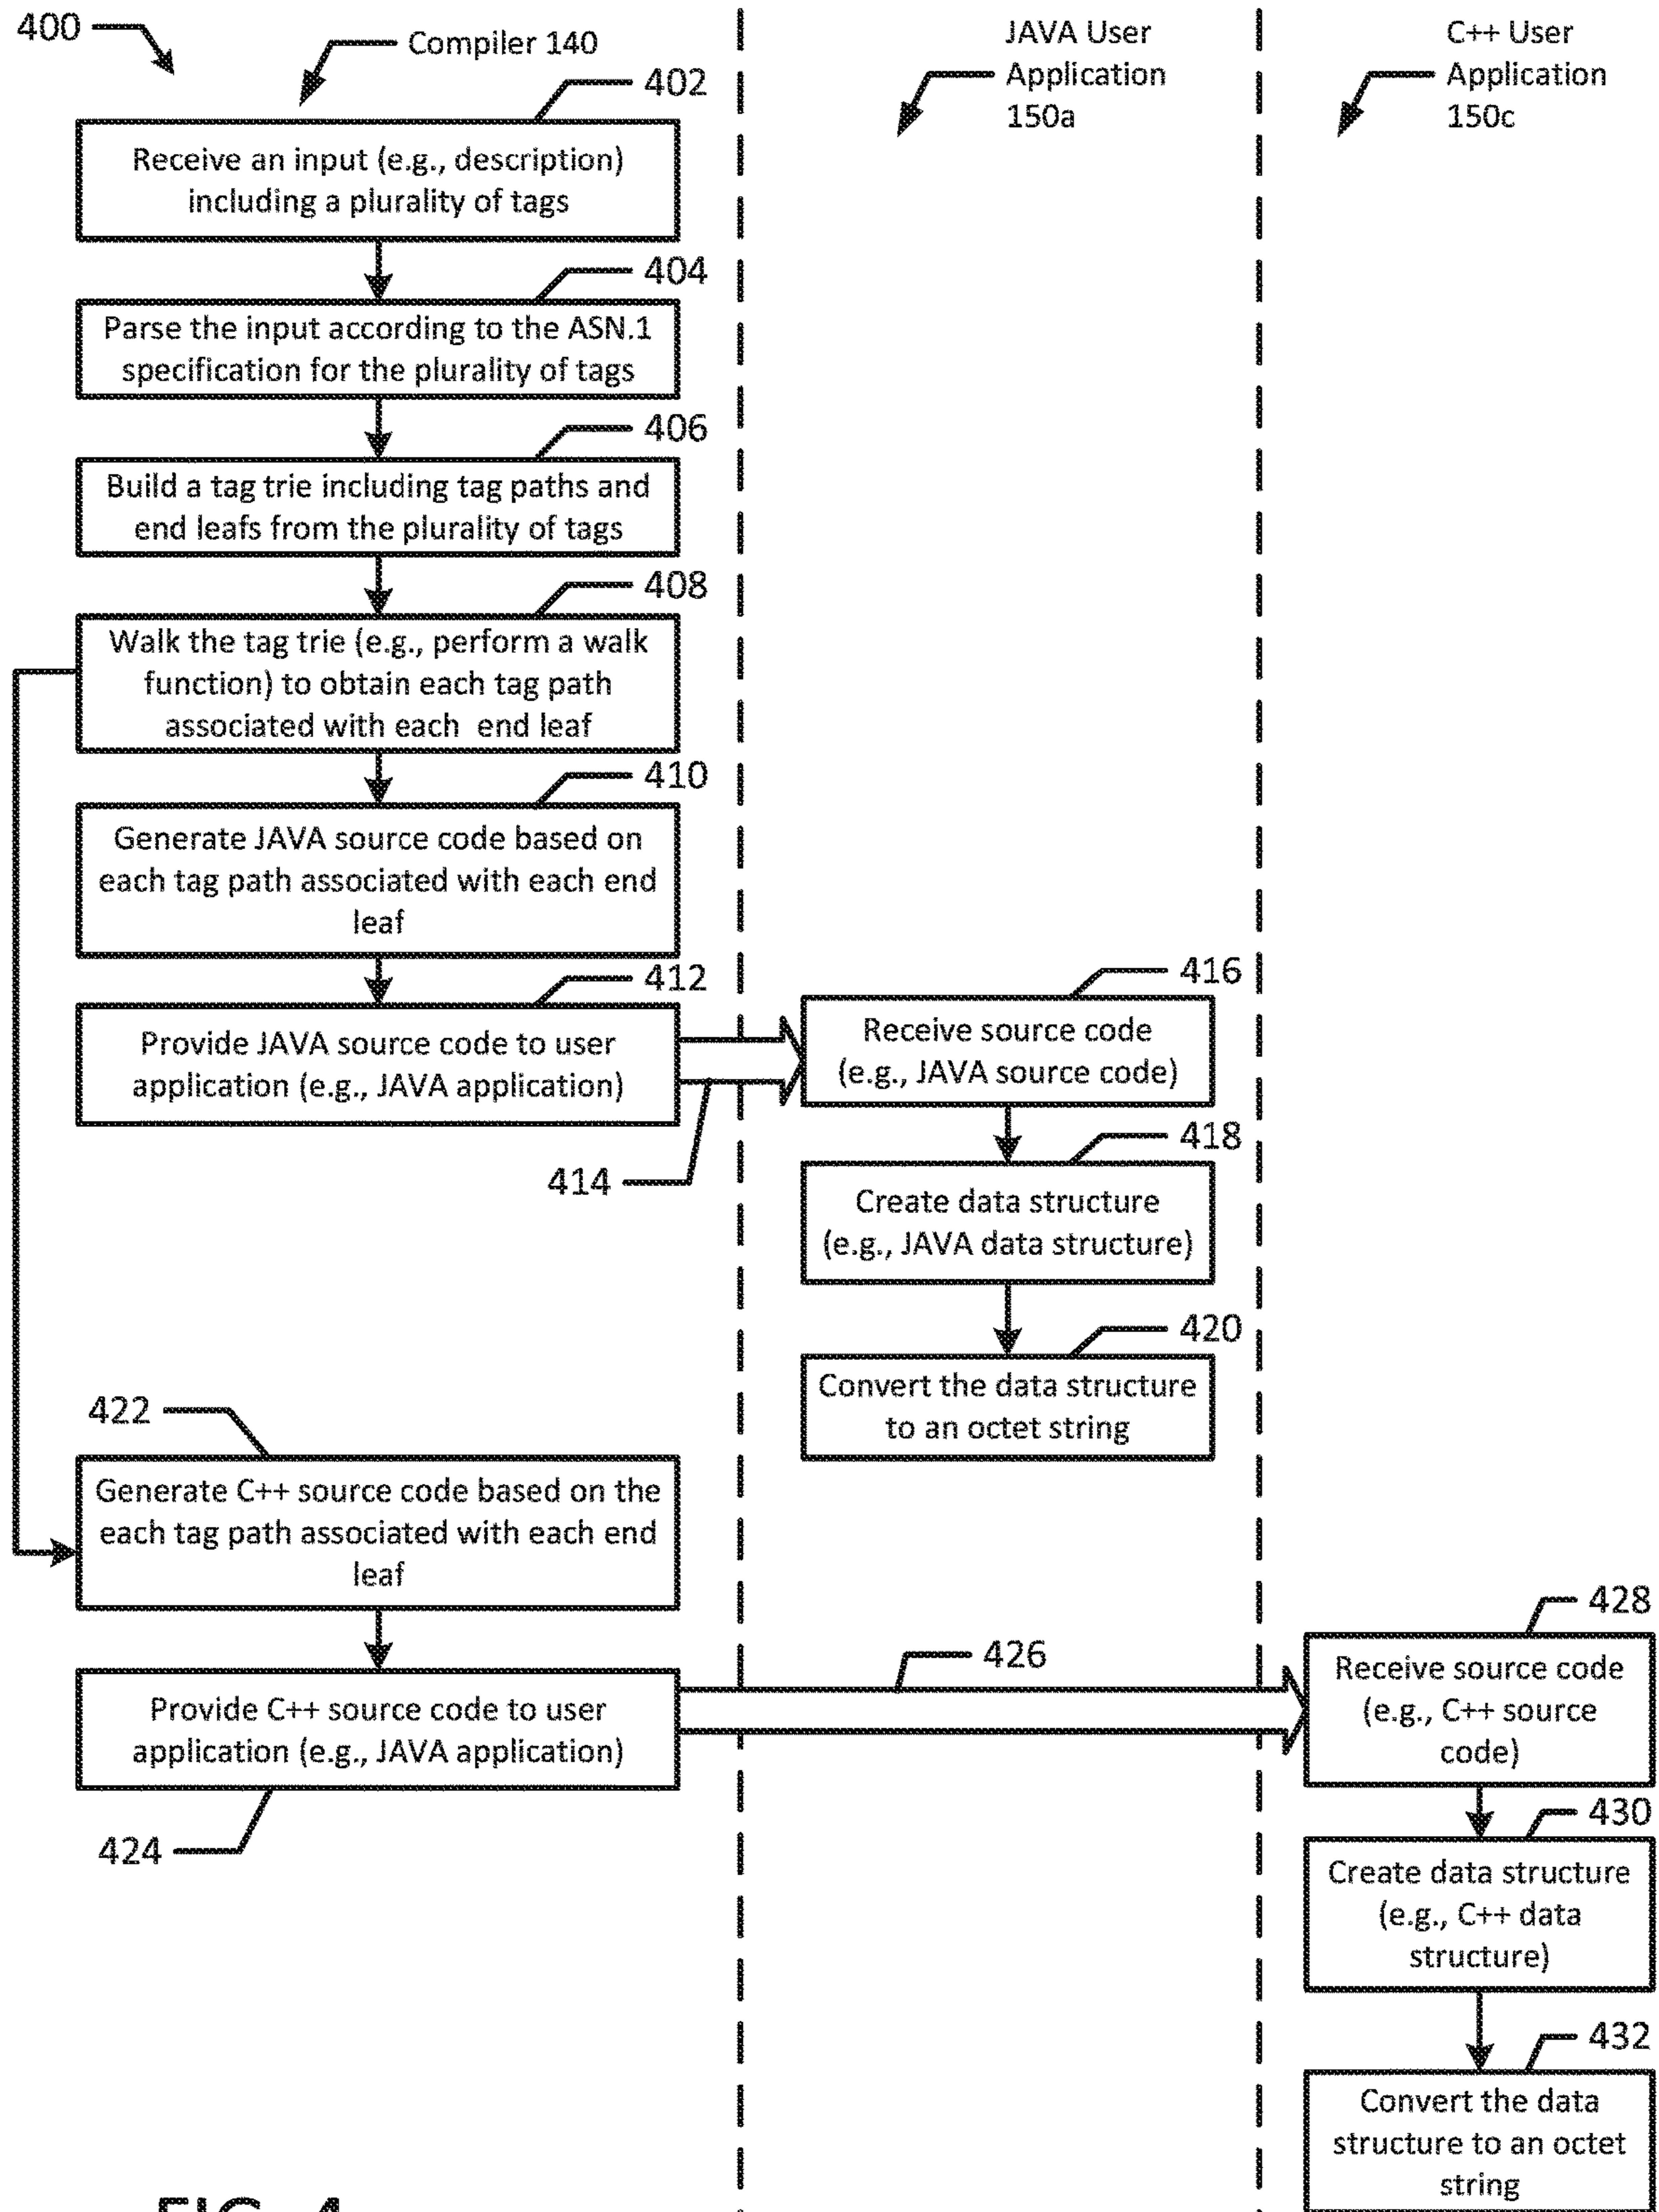 400
Compiler 140
JAVA User
Application
150a
C++ User
Application
150c
402
Receive an input (e.g., description)
including a plurality of tags
404
Parse the input according to the ASN.1
specification for the plurality of tags
406
Build a tag trie including tag paths and
end leafs from the plurality of tags
408
Walk the tag trie (e.g., perform a walk
function) to obtain each tag path
associated with each end leaf
410
Generate JAVA source code based on
each tag path associated with each end
leaf
412
Provide JAVA source code to user
application (e.g., JAVA application)
414
416
Receive source code
(e.g., JAVA source code)
418
Create data structure
(e.g., JAVA data structure)
420
Convert the data structure
to an octet string
422
Generate C++ source code based on the
each tag path associated with each end
leaf
424
Provide C++ source code to user
application (e.g., JAVA application)
426
428
Receive source code
(e.g., C++ source
code)
430
Create data structure
(e.g., C++ data
structure)
432
Convert the data
structure to an octet
string
FIG. 4